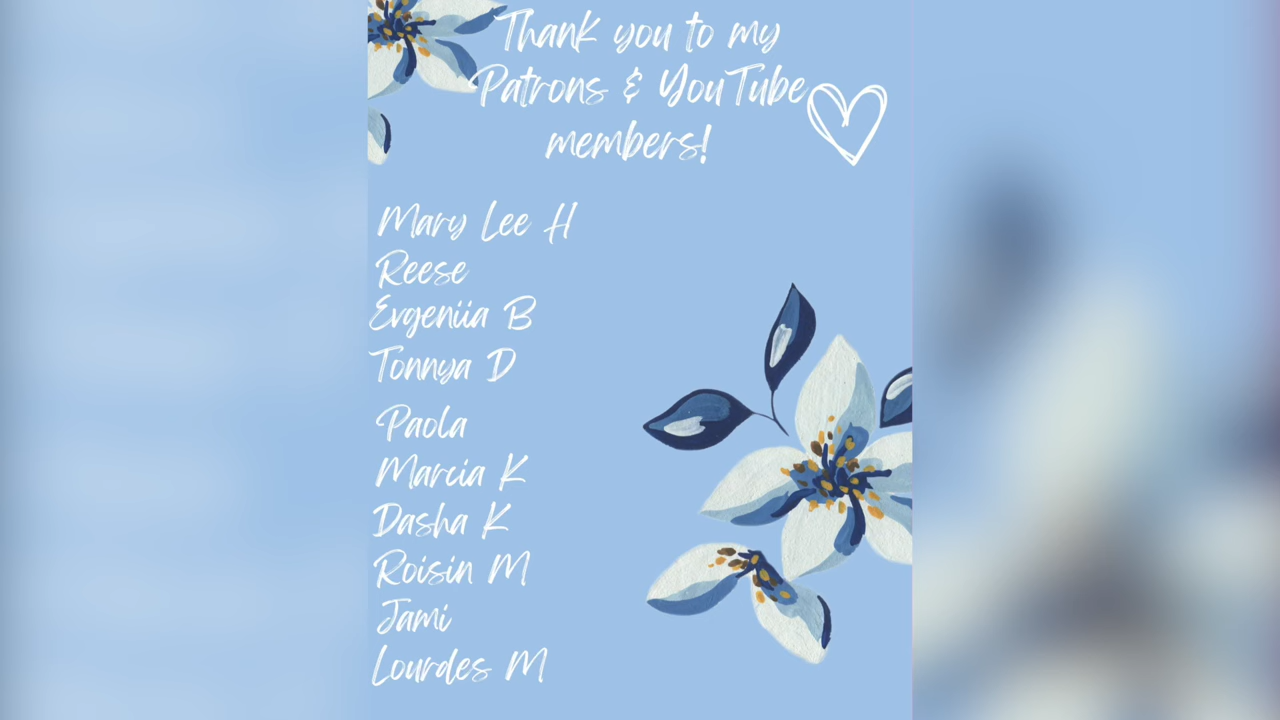 Thank you to my
Patrons & YouTube
members!
Mary Lee H
Reese
Evgeniia B
Tonnya D
Paola
Marcia K
Dasha K
Roisin M
Jami
Lourdes M